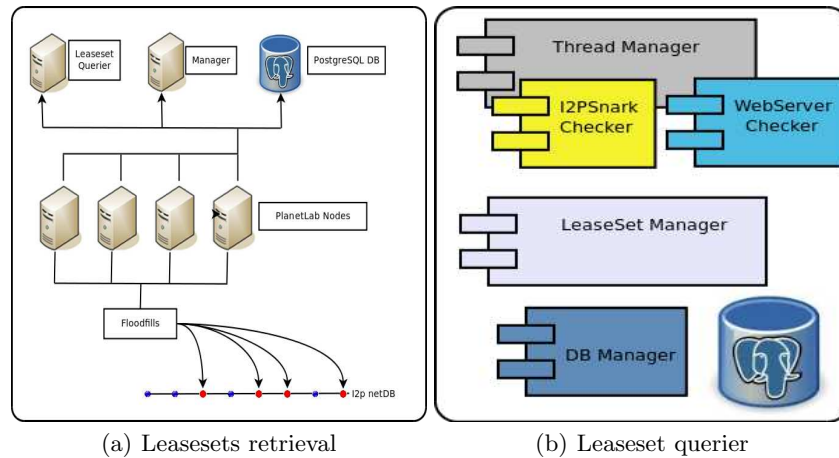 Leaseset
Querier
Manager
PostgreSQL DB
PlanetLab Nodes
Floodfills
I2p netDB
(a) Leasesets retrieval
Thread Manager
I2PSnark
Checker
WebServer
Checker
LeaseSet Manager
DB Manager
(b) Leaseset querier